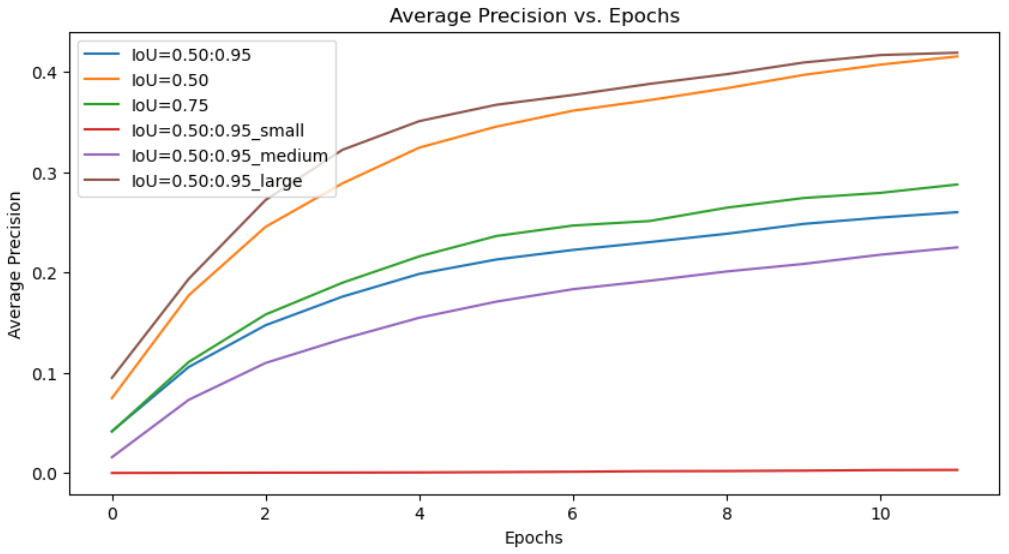 Average Precision vs. Epochs
IoU=0.50:0.95
IoU=0.50
IoU=0.75
IoU=0.50:0.95_small
IoU=0.50:0.95_medium
IoU=0.50:0.95_large
Average Precision
0.4
0.3
0.2
0.1
0.0
0 2 4 6 8 10
Epochs